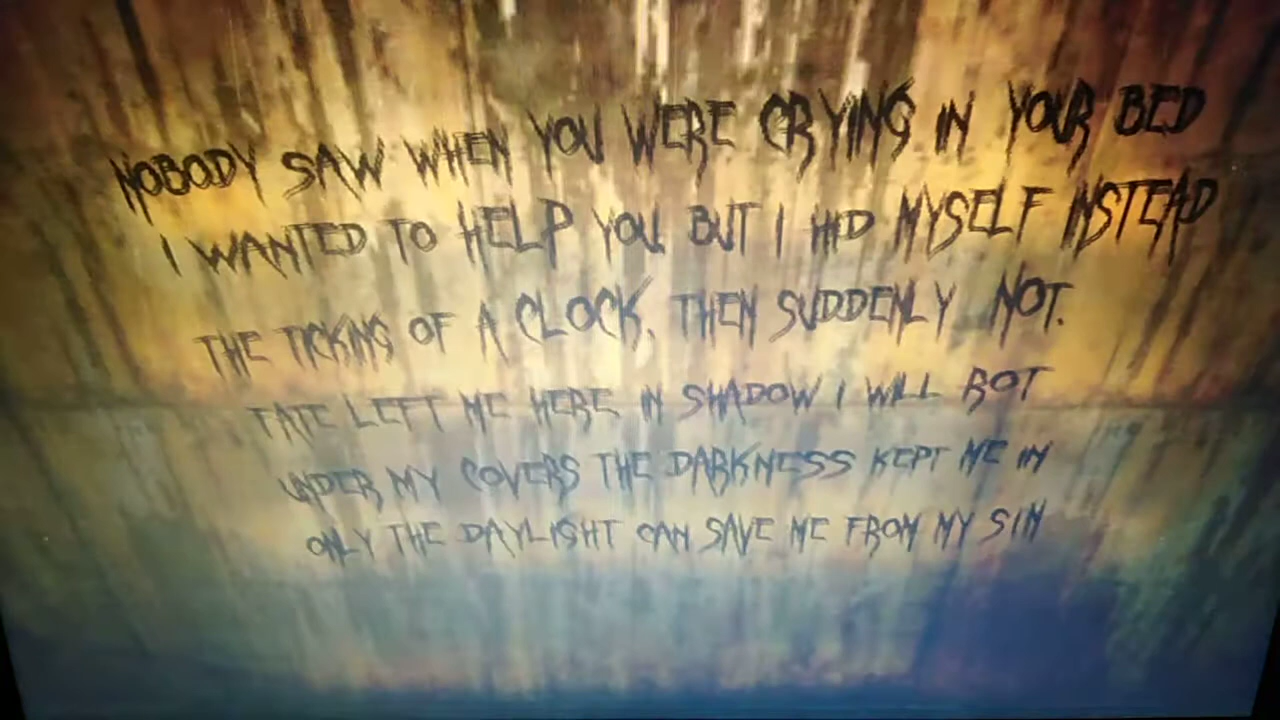 NOBODY SAW WHEN YOU WERE CRYING IN YOUR BED
I WANTED TO HELP YOU BUT I HID MYSELF INSTEAD
THE TICKING OF A CLOCK, THEN SUDDENLY NOT.
FATE LEFT ME HERE IN SHADOW I WILL ROT
UNDER MY COVERS THE DARKNESS KEPT ME IN
ONLY THE DAYLIGHT CAN SAVE ME FROM MY SIN